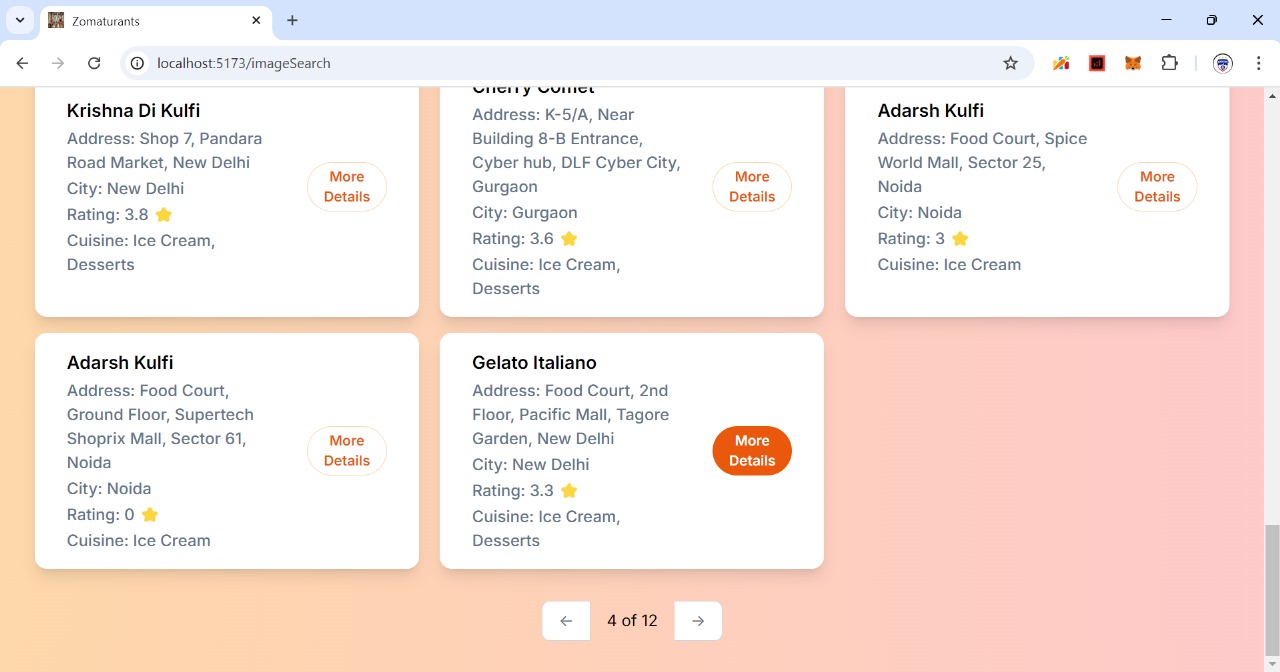 Zomaturants
localhost:5173/imageSearch
Krishna Di Kulfi
Address: Shop 7, Pandara
Road Market, New Delhi
City: New Delhi
Rating: 3.8
Cuisine: Ice Cream,
Desserts
More
Details
Cherry Comet
Address: K-5/A, Near
Building 8-B Entrance,
Cyber hub, DLF Cyber City,
Gurgaon
City: Gurgaon
Rating: 3.6
Cuisine: Ice Cream,
Desserts
More
Details
Adarsh Kulfi
Address: Food Court, Spice
World Mall, Sector 25,
Noida
City: Noida
Rating: 3
Cuisine: Ice Cream
More
Details
Adarsh Kulfi
Address: Food Court,
Ground Floor, Supertech
Shoprix Mall, Sector 61,
Noida
City: Noida
Rating: 0
Cuisine: Ice Cream
More
Details
Gelato Italiano
Address: Food Court, 2nd
Floor, Pacific Mall, Tagore
Garden, New Delhi
City: New Delhi
Rating: 3.3
Cuisine: Ice Cream,
Desserts
More
Details
4 of 12